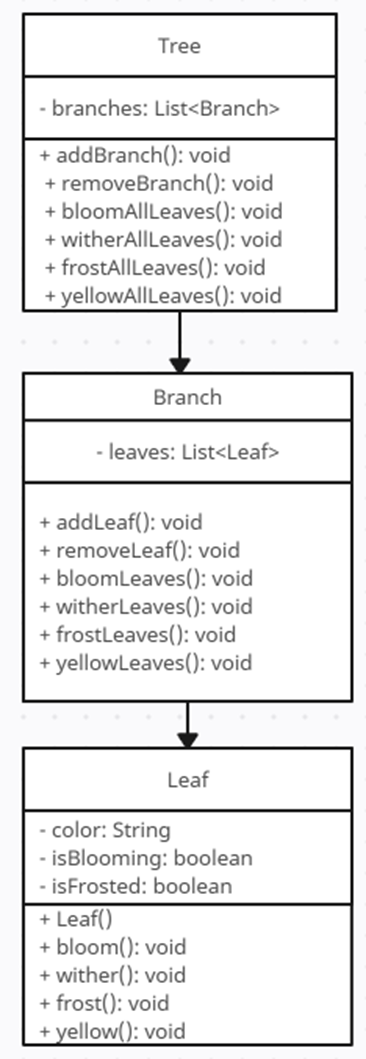 Tree
- branches: List<Branch>
+ addBranch(): void
+ removeBranch(): void
+ bloomAllLeaves(): void
+ witherAllLeaves(): void
+ frostAllLeaves(): void
+ yellowAllLeaves(): void
Branch
- leaves: List<Leaf>
+ addLeaf(): void
+ removeLeaf(): void
+ bloomLeaves(): void
+ witherLeaves(): void
+ frostLeaves(): void
+ yellowLeaves(): void
Leaf
- color: String
- isBlooming: boolean
- isFrosted: boolean
+ Leaf()
+ bloom(): void
+ wither(): void
+ frost(): void
+ yellow(): void